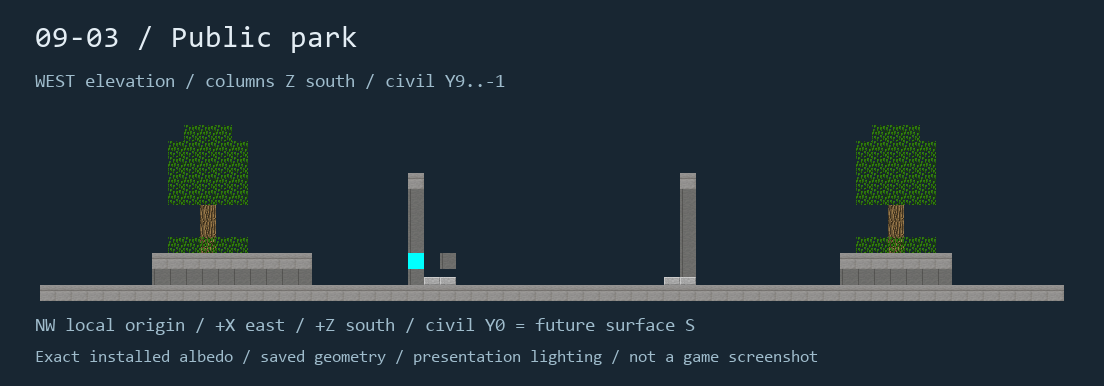 09-03 / Public park
WEST elevation / columns Z south / civil Y9..-1
NW local origin / +X east / +Z south / civil Y0 = future surface S
Exact installed albedo / saved geometry / presentation lighting / not a game screenshot